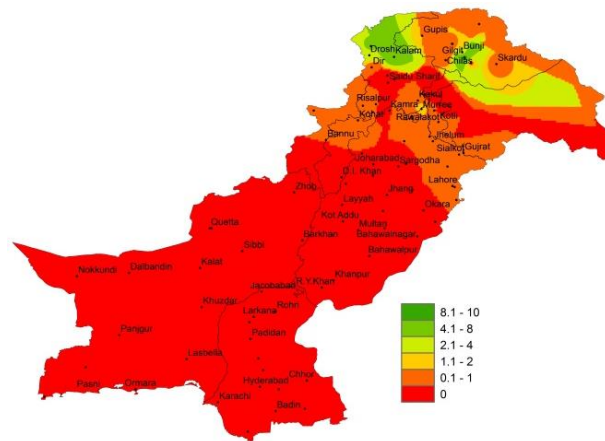 Gupis
Drosh Kalam
Gilgit Bunji
Chilas
Skardu
Dir
Saidu Sharif
Risalpur
Kamra Murree
Kohat
Rawalakot Kotli
Bannu
Jhelum
Sialkot Gujrat
Joharabad Sargodha
D.I. Khan
Lahore
Zhob
Jhang
Layyah
Okara
Kot Addu
Quetta
Multan
Barkhan
Bahawalnagar
Sibbi
Bahawalpur
Kalat
Nokkundi Dalbandin
Khanpur
R.Y.Khan
Jacobabad
Khuzdar
Rohri
Larkana
8.1 - 10
4.1 - 8
Panjgur
Padidan
2.1 - 4
1.1 - 2
Lasbella
0.1 - 1
Hyderabad Chhor
0
Pasni Ormara
Karachi
Badin